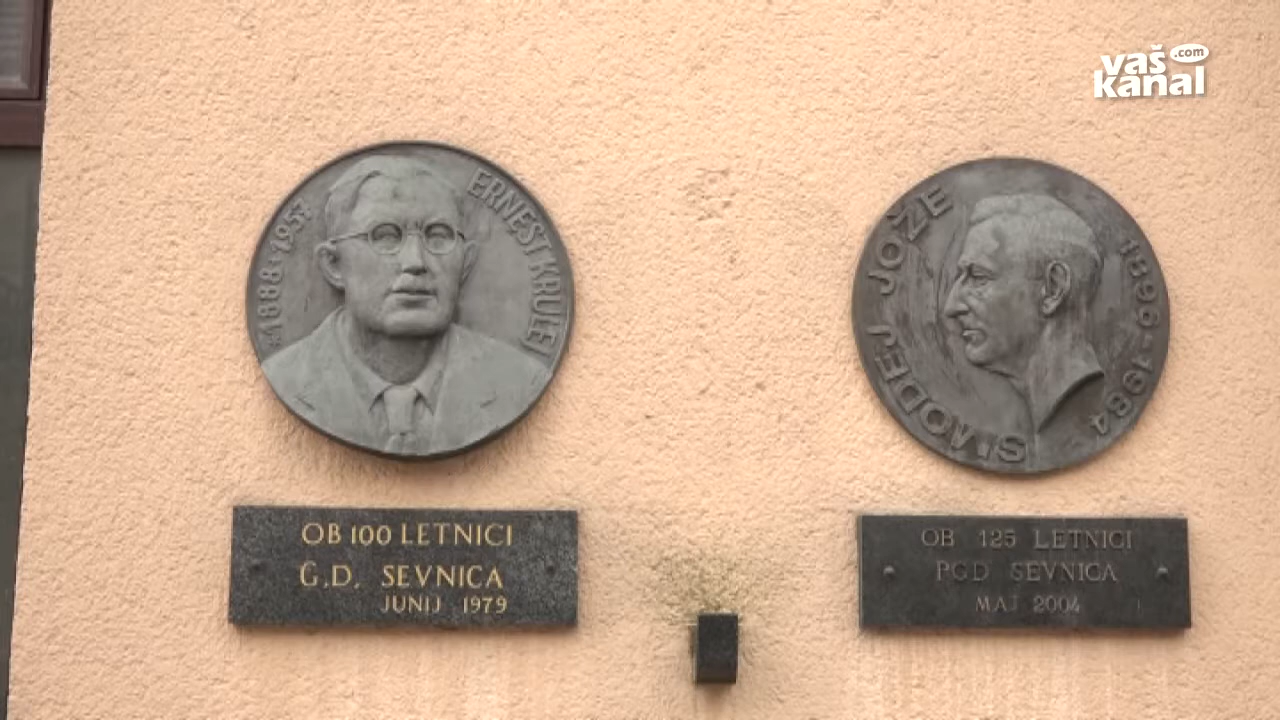 vaš
.com
kanal
*1888 + 1957
ERNEST KRULEJ
SMODEJ JOŽE
1896-1984
OB 100 LETNICI
G.D. SEVNICA
JUNIJ 1979
OB 125 LETNICI
PGD SEVNICA
MAJ 2004